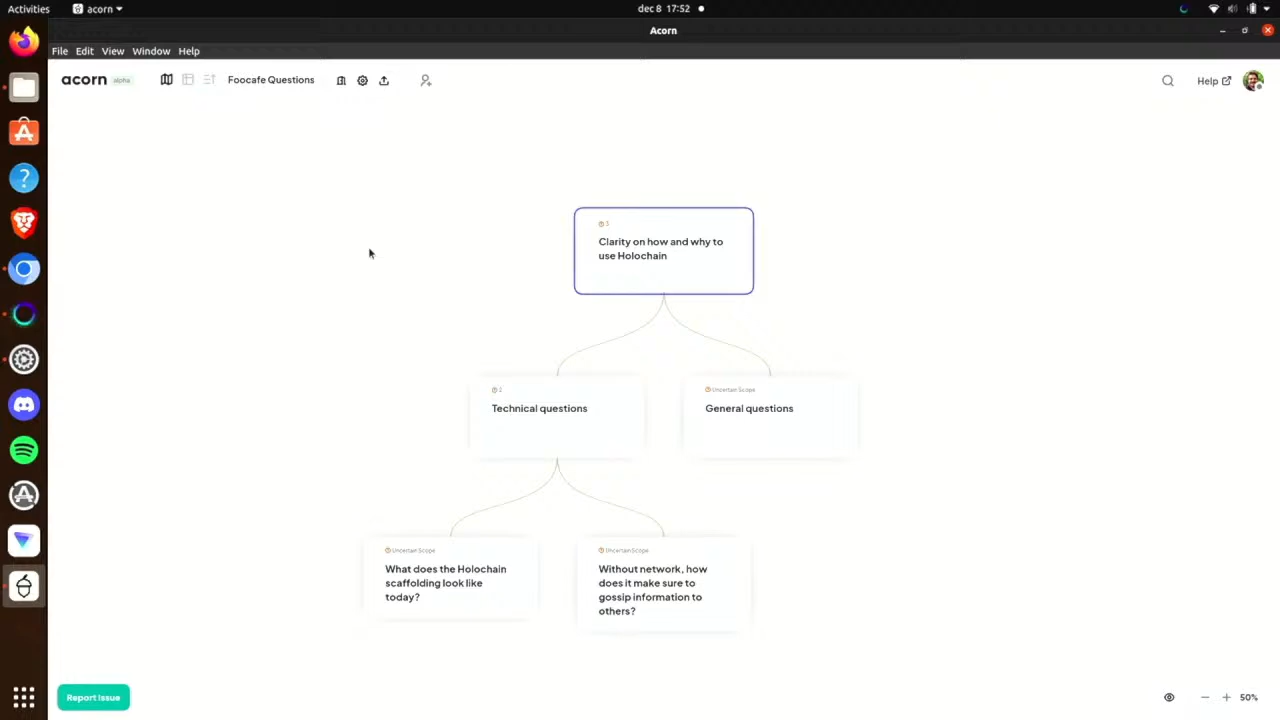 Activities
acorn
dec 8 17:52
Acorn
File Edit View Window Help
acorn alpha
Foocafe Questions
Help
3
Clarity on how and why to
use Holochain
2
Technical questions
Uncertain Scope
General questions
Uncertain Scope
What does the Holochain
scaffolding look like
today?
Uncertain Scope
Without network, how
does it make sure to
gossip information to
others?
Report Issue
50%